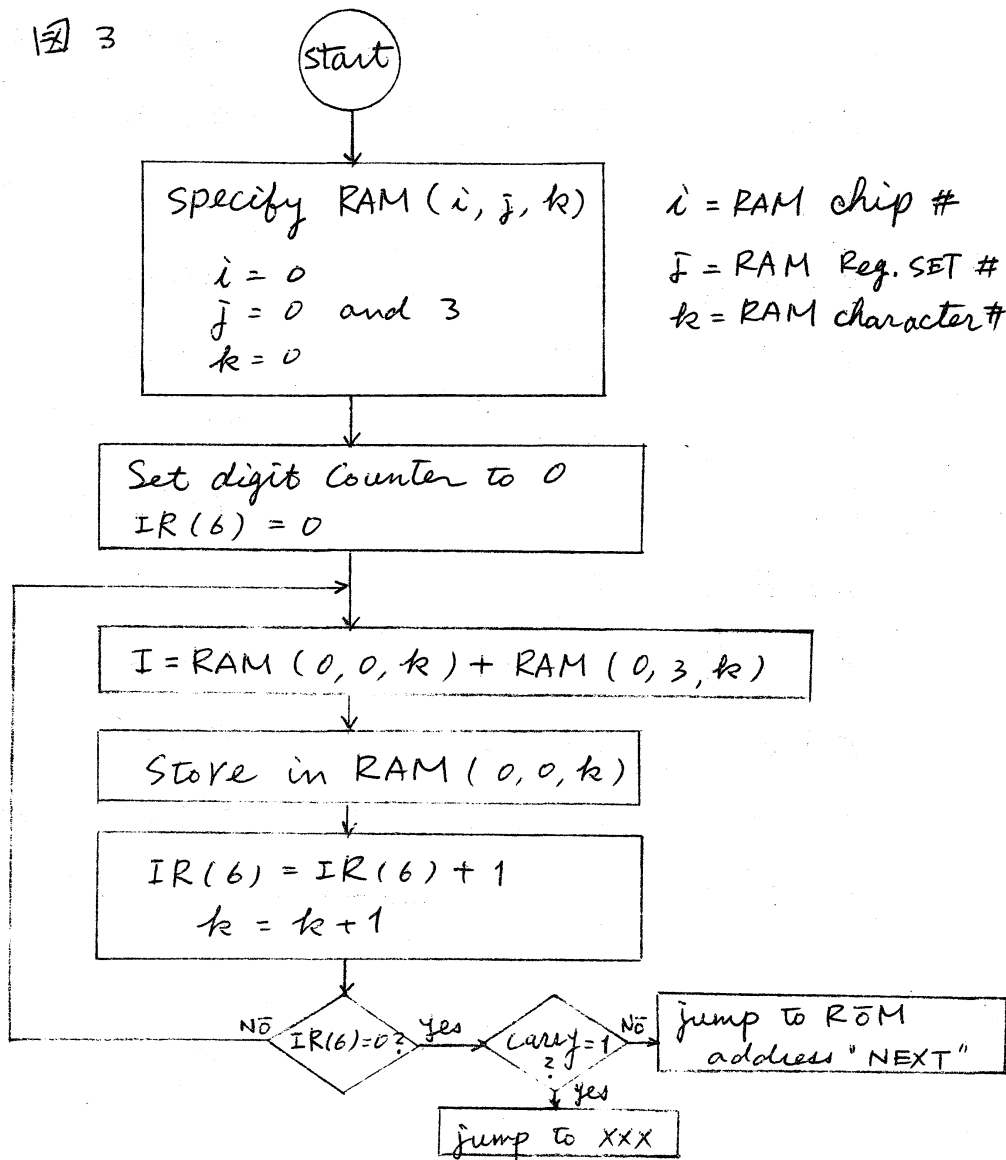 図 3
start
specify RAM (i, j, k)
i = 0
j = 0 and 3
k = 0
i = RAM chip #
j = RAM Reg. SET #
k = RAM character #
Set digit Counter to 0
IR(6) = 0
I = RAM (0, 0, k) + RAM (0, 3, k)
Store in RAM (0, 0, k)
IR(6) = IR(6) + 1
k = k + 1
NO
IR(6)=0?
yes
carry=1
?
NO
jump to ROM
address "NEXT"
yes
jump to XXX